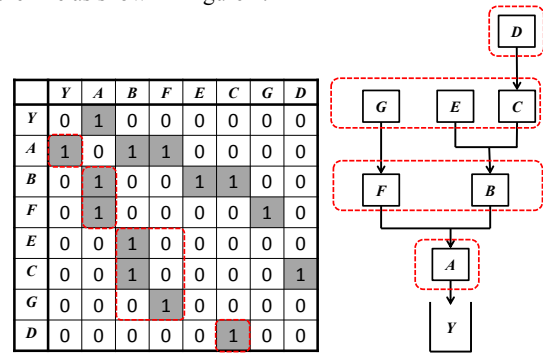 Y A B F E C G D
Y 0 1 0 0 0 0 0 0
A 1 0 1 1 0 0 0 0
B 0 1 0 0 1 1 0 0
F 0 1 0 0 0 0 1 0
E 0 0 1 0 0 0 0 0
C 0 0 1 0 0 0 0 1
G 0 0 0 1 0 0 0 0
D 0 0 0 0 0 1 0 0
D
G E C
F B
A
Y